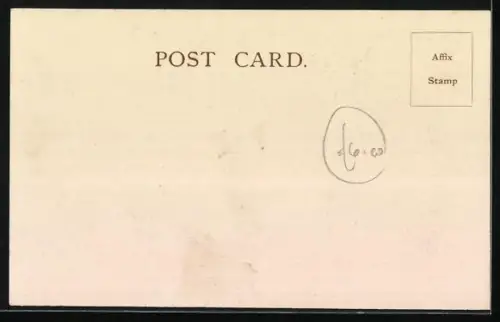 POST CARD.
Affix
Stamp